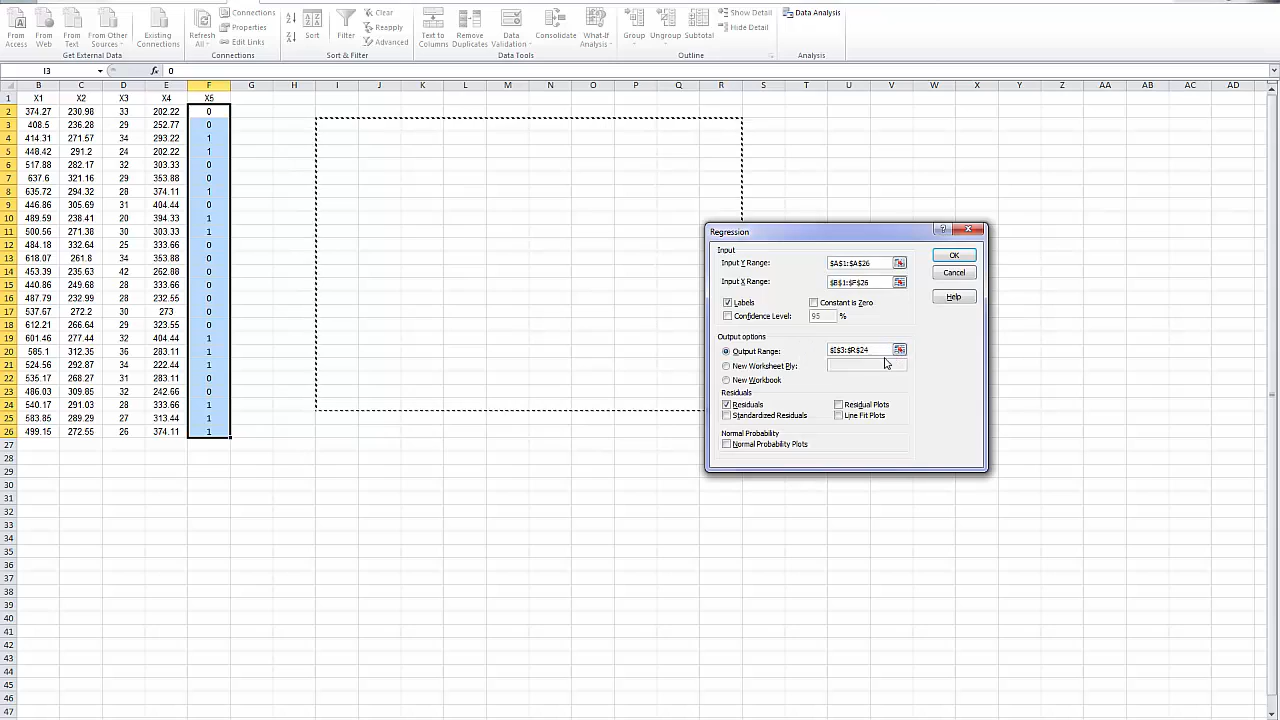 From Access
From Web
From Text
From Other Sources
Existing Connections
Refresh All
Connections
Properties
Edit Links
Sort
Filter
Clear
Reapply
Advanced
Text to Columns
Remove Duplicates
Data Validation
Consolidate
What-If Analysis
Group
Ungroup
Subtotal
Show Detail
Hide Detail
Data Analysis
Get External Data
Connections
Sort & Filter
Data Tools
Outline
Analysis
I3 fx 0
B C D E F G H I J K L M N O P Q R S T U V W X Y Z AA AB AC AD
1 X1 X2 X3 X4 X5
2 374.27 230.98 33 202.22 0
3 408.5 236.28 29 252.77 0
4 414.31 271.57 34 293.22 1
5 448.42 291.2 24 202.22 1
6 517.88 282.17 32 303.33 0
7 637.6 321.16 29 353.88 0
8 635.72 294.32 28 374.11 1
9 446.86 305.69 31 404.44 0
10 489.59 238.41 20 394.33 1
11 500.56 271.38 30 303.33 1
12 484.18 332.64 25 333.66 0
13 618.07 261.8 34 353.88 0
14 453.39 235.63 42 262.88 0
15 440.86 249.68 28 333.66 0
16 487.79 232.99 28 232.55 0
17 537.67 272.2 30 273 0
18 612.21 266.64 29 323.55 0
19 601.46 277.44 32 404.44 1
20 585.1 312.35 36 283.11 1
21 524.56 292.87 34 222.44 1
22 535.17 268.27 31 283.11 0
23 486.03 309.85 32 242.66 0
24 540.17 291.03 28 333.66 1
25 583.86 289.29 27 313.44 1
26 499.15 272.55 26 374.11 1
27
28
29
30
31
32
33
34
35
36
37
38
39
40
41
42
43
44
45
46
47
Regression
Input
Input Y Range: $A$1:$A$26
Input X Range: $B$1:$F$26
Labels
Constant is Zero
Confidence Level: 95 %
OK
Cancel
Help
Output options
Output Range: $I$3:$R$24
New Worksheet Ply:
New Workbook
Residuals
Residuals
Residual Plots
Standardized Residuals
Line Fit Plots
Normal Probability
Normal Probability Plots